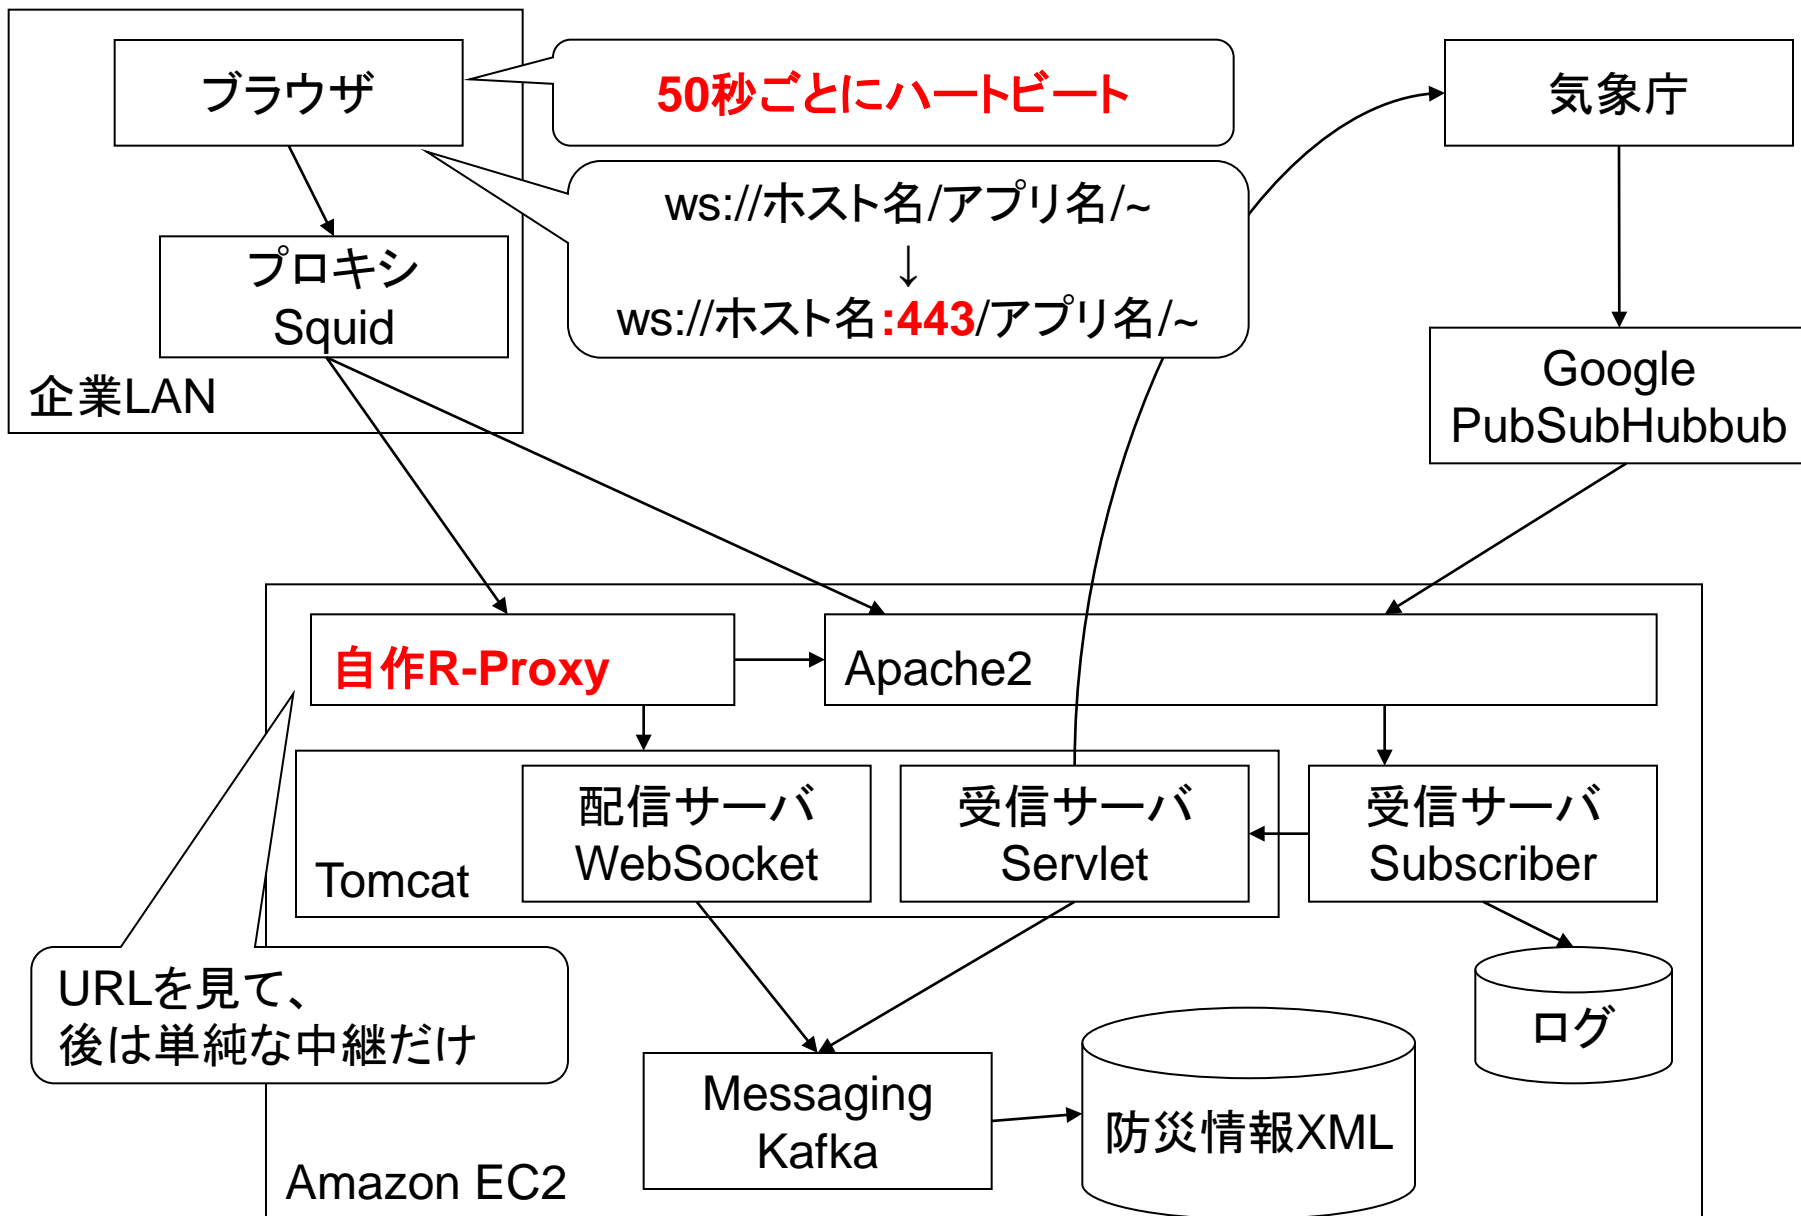 ブラウザ
50秒ごとにハートビート
気象庁
ws://ホスト名/アプリ名/~
↓
ws://ホスト名:443/アプリ名/~
プロキシ
Squid
企業LAN
Google
PubSubHubbub
自作R-Proxy
Apache2
配信サーバ
WebSocket
受信サーバ
Servlet
受信サーバ
Subscriber
Tomcat
URLを見て、
後は単純な中継だけ
ログ
Messaging
Kafka
防災情報XML
Amazon EC2